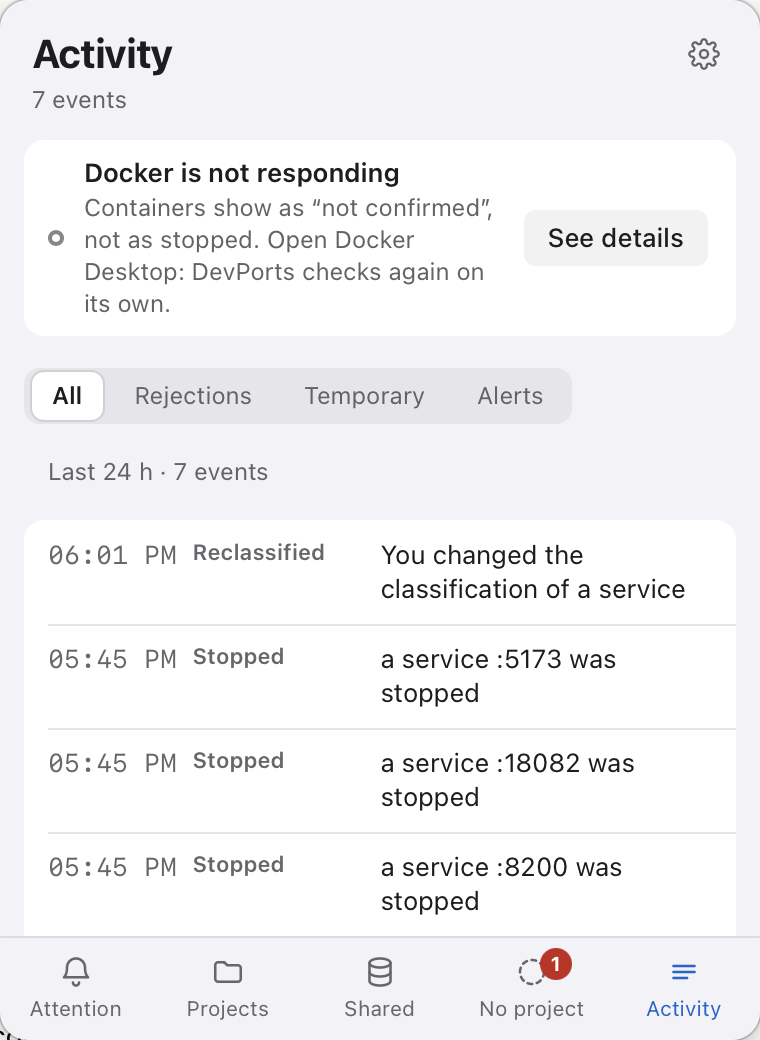 Activity
7 events
Docker is not responding
Containers show as “not confirmed”,
not as stopped. Open Docker
Desktop: DevPorts checks again on
its own.
See details
All
Rejections
Temporary
Alerts
Last 24 h · 7 events
06:01 PM
Reclassified
You changed the
classification of a service
05:45 PM
Stopped
a service :5173 was
stopped
05:45 PM
Stopped
a service :18082 was
stopped
05:45 PM
Stopped
a service :8200 was
stopped
Attention
Projects
Shared
1
No project
Activity